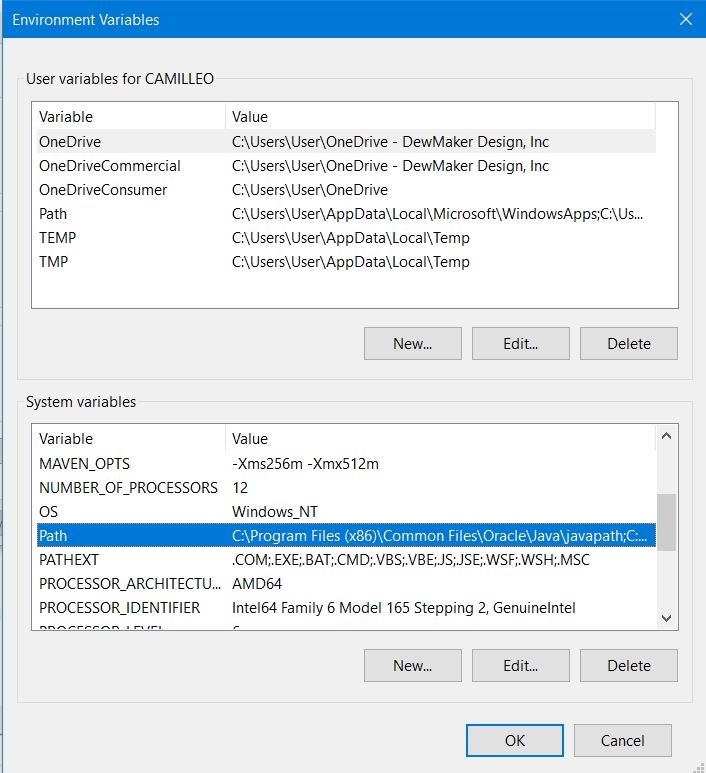 Environment Variables
User variables for CAMILLEO
Variable Value
OneDrive C:\Users\User\OneDrive - DewMaker Design, Inc
OneDriveCommercial C:\Users\User\OneDrive - DewMaker Design, Inc
OneDriveConsumer C:\Users\User\OneDrive
Path C:\Users\User\AppData\Local\Microsoft\WindowsApps;C:\Us...
TEMP C:\Users\User\AppData\Local\Temp
TMP C:\Users\User\AppData\Local\Temp
New... Edit... Delete
System variables
Variable Value
MAVEN_OPTS -Xms256m -Xmx512m
NUMBER_OF_PROCESSORS 12
OS Windows_NT
Path C:\Program Files (x86)\Common Files\Oracle\Java\javapath;C:...
PATHEXT .COM;.EXE;.BAT;.CMD;.VBS;.VBE;.JS;.JSE;.WSF;.WSH;.MSC
PROCESSOR_ARCHITECTU... AMD64
PROCESSOR_IDENTIFIER Intel64 Family 6 Model 165 Stepping 2, GenuineIntel
New... Edit... Delete
OK Cancel